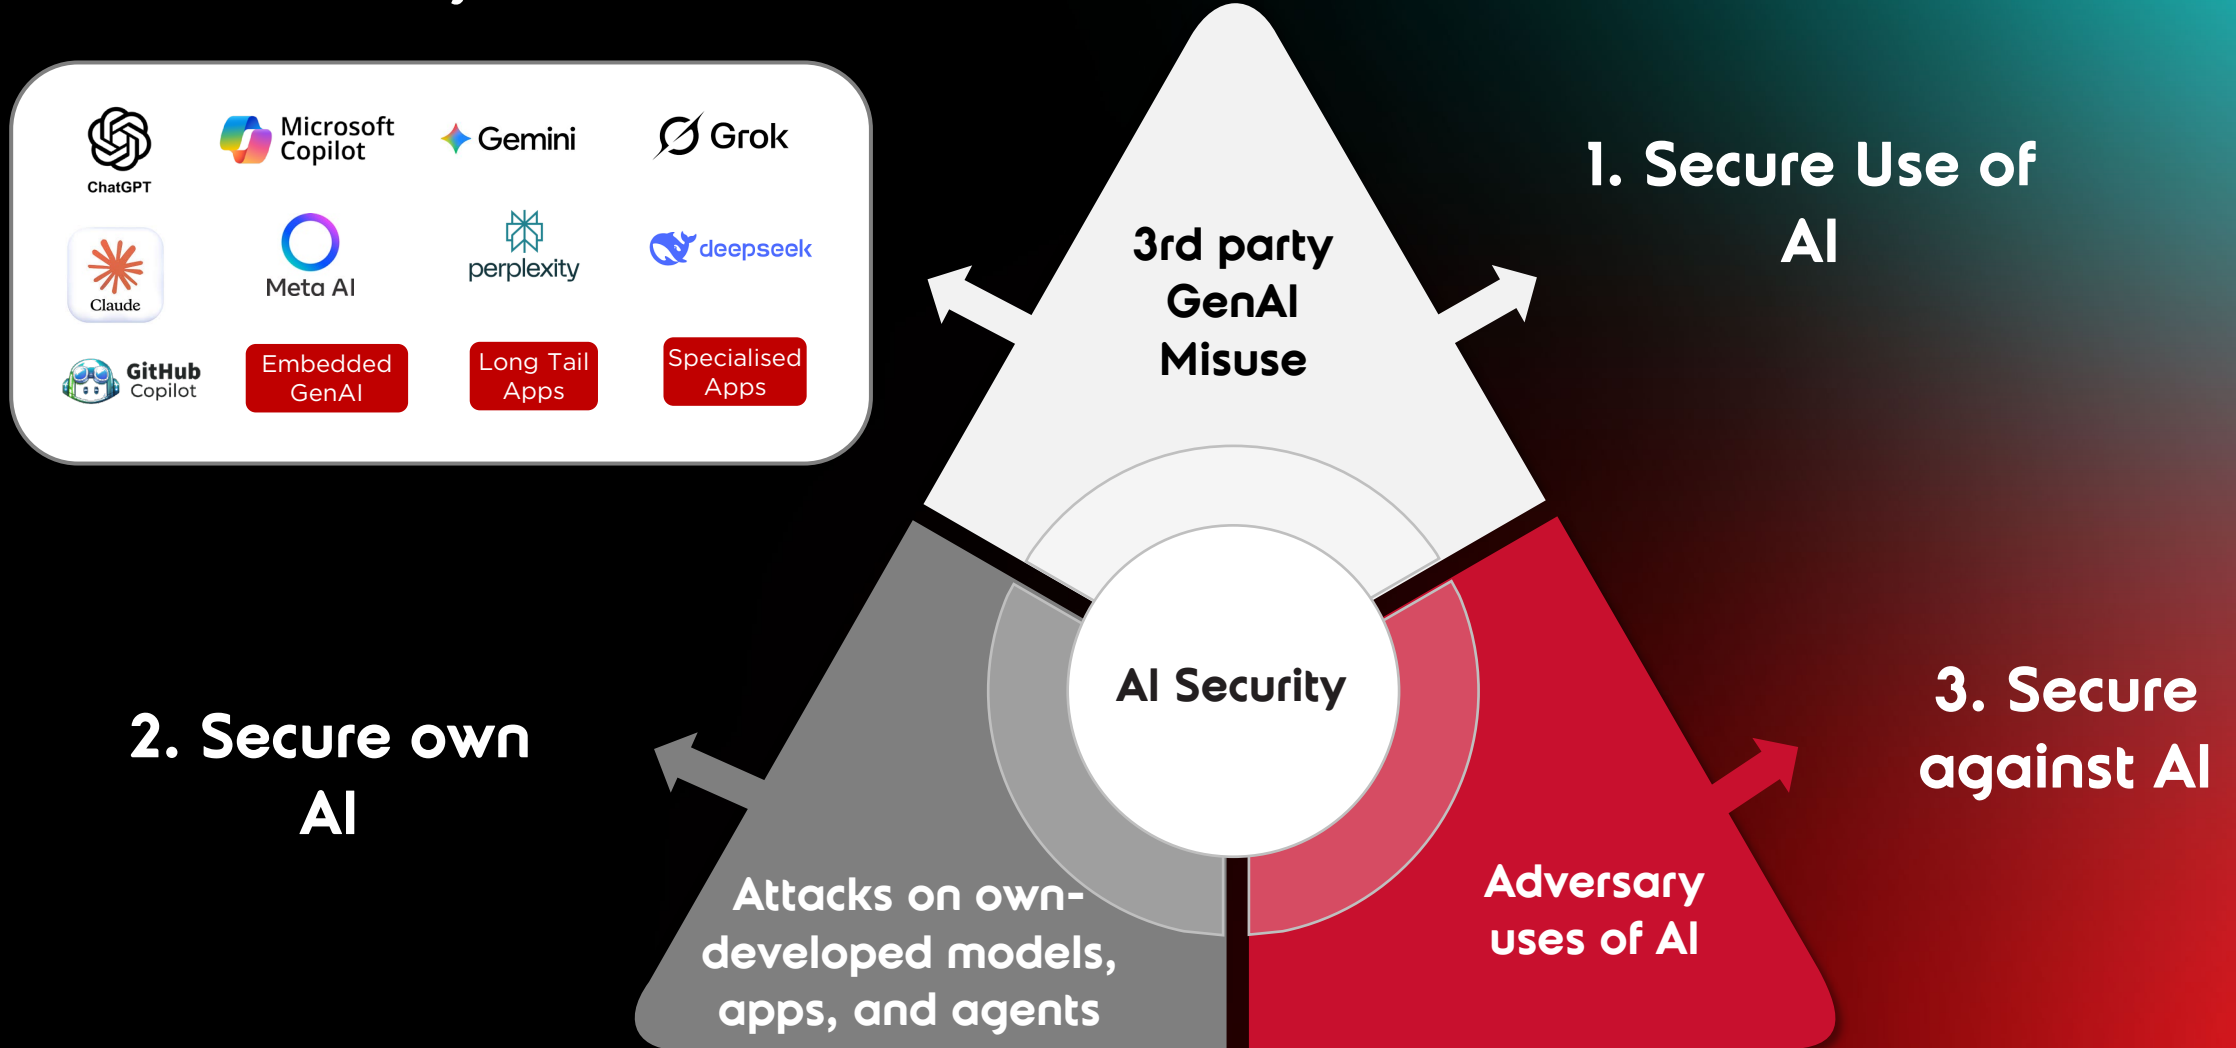 ChatGPT
Microsoft
Copilot
Gemini
Grok
Claude
Meta AI
perplexity
deepseek
GitHub
Copilot
Embedded
GenAI
Long Tail
Apps
Specialised
Apps
3rd party
GenAI
Misuse
1. Secure Use of
AI
AI Security
2. Secure own
AI
Attacks on own-
developed models,
apps, and agents
Adversary
uses of AI
3. Secure
against AI